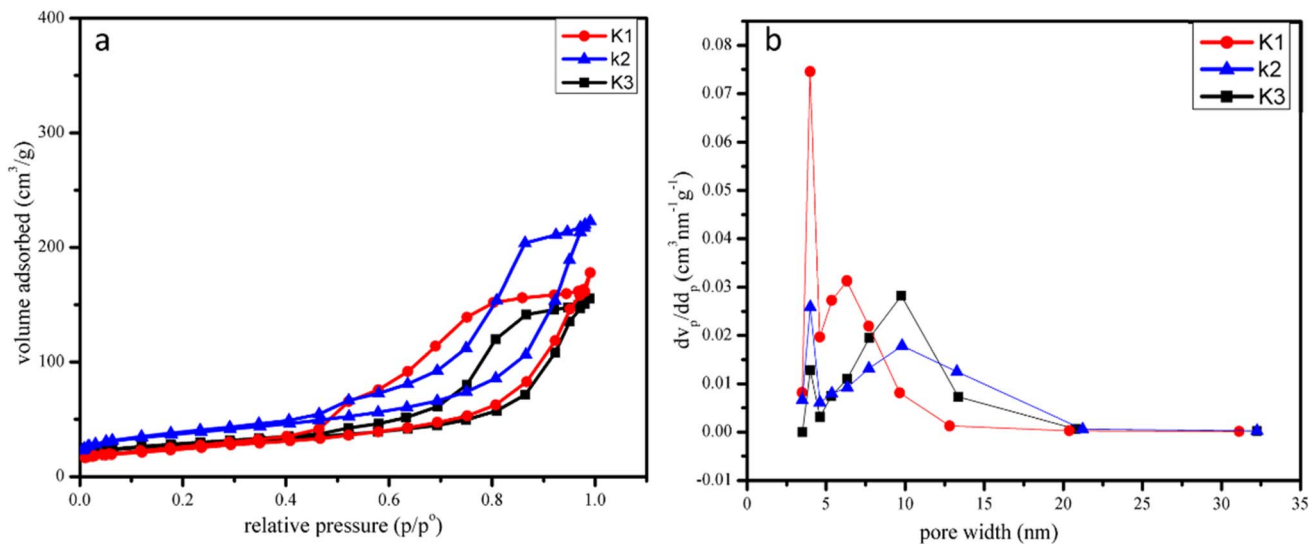 a
K1
k2
K3
400
300
200
100
0
0.0 0.2 0.4 0.6 0.8 1.0
volume adsorbed (cm³/g)
relative pressure (p/p°)
b
K1
k2
K3
0.08
0.07
0.06
0.05
0.04
0.03
0.02
0.01
0.00
-0.01
0 5 10 15 20 25 30 35
dvₚ/ddₚ (cm³nm⁻¹g⁻¹)
pore width (nm)